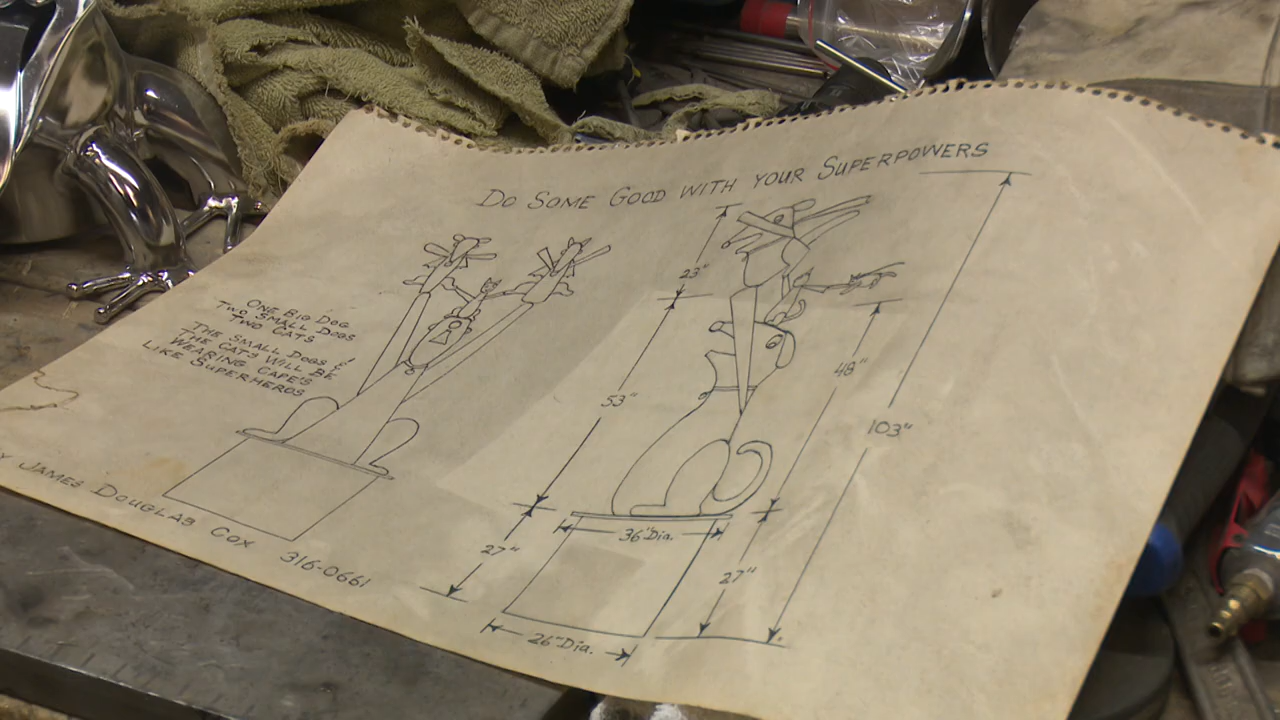 DO SOME GOOD WITH YOUR SUPERPOWERS
ONE BIG DOG
TWO SMALL DOGS
TWO CATS
THE SMALL DOGS &
THE CATS WILL BE
WEARING CAPES
LIKE SUPERHEROS
23"
53"
48"
103"
36" Dia.
27"
27"
26" Dia.
JAMES DOUGLAS COX 316-0661